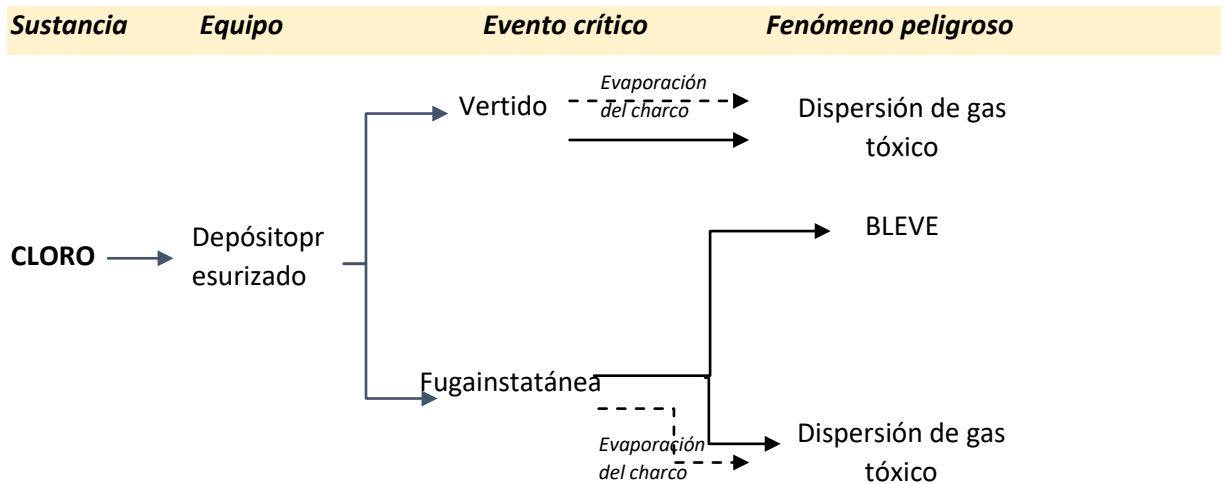 Sustancia Equipo Evento crítico Fenómeno peligroso
Evaporación
del charco
Vertido
Dispersión de gas
tóxico
BLEVE
CLORO
Depósitopr
esurizado
Fugainstatánea
Evaporación
del charco
Dispersión de gas
tóxico